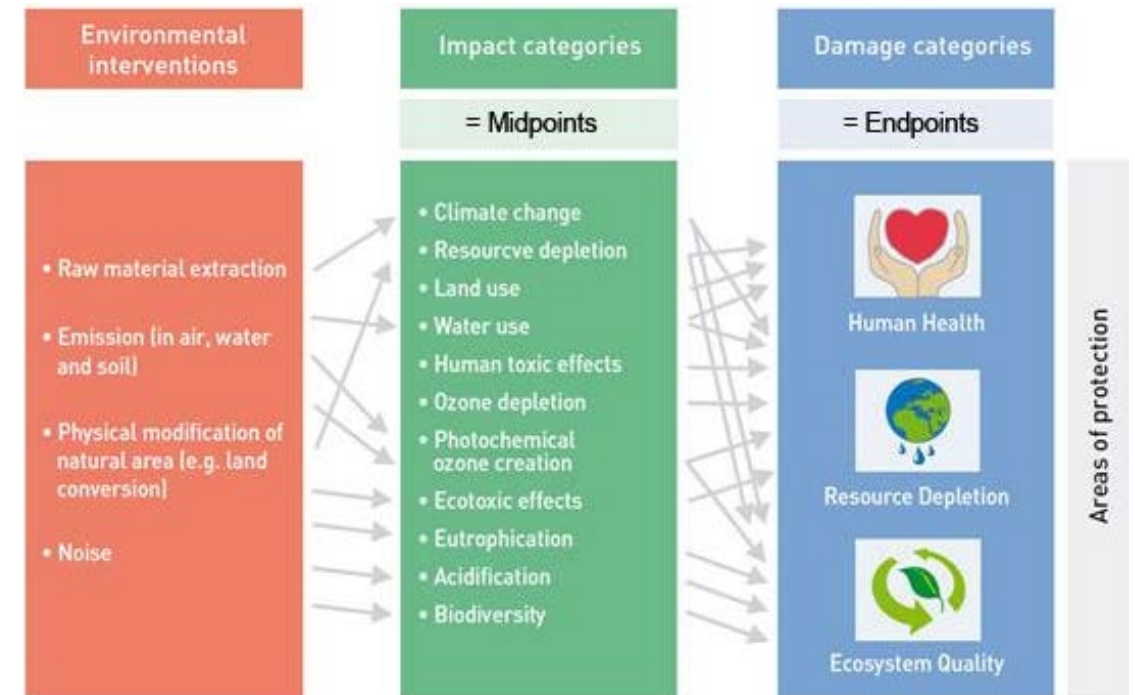 Environmental
interventions
Impact categories
Damage categories
= Midpoints
= Endpoints
• Raw material extraction
• Emission (in air, water
and soil)
• Physical modification of
natural area (e.g. land
conversion)
• Noise
• Climate change
• Resourcve depletion
• Land use
• Water use
• Human toxic effects
• Ozone depletion
• Photochemical
ozone creation
• Ecotoxic effects
• Eutrophication
• Acidification
• Biodiversity
Human Health
Resource Depletion
Ecosystem Quality
Areas of protection